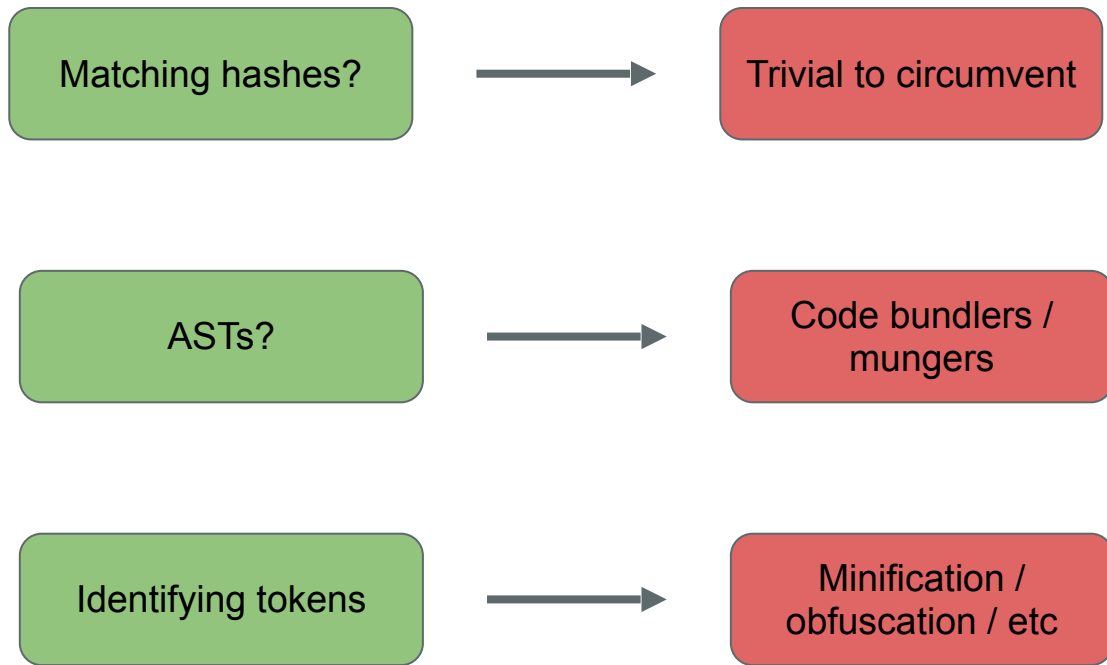 Matching hashes?
Trivial to circumvent
ASTs?
Code bundlers /
mungers
Identifying tokens
Minification /
obfuscation / etc